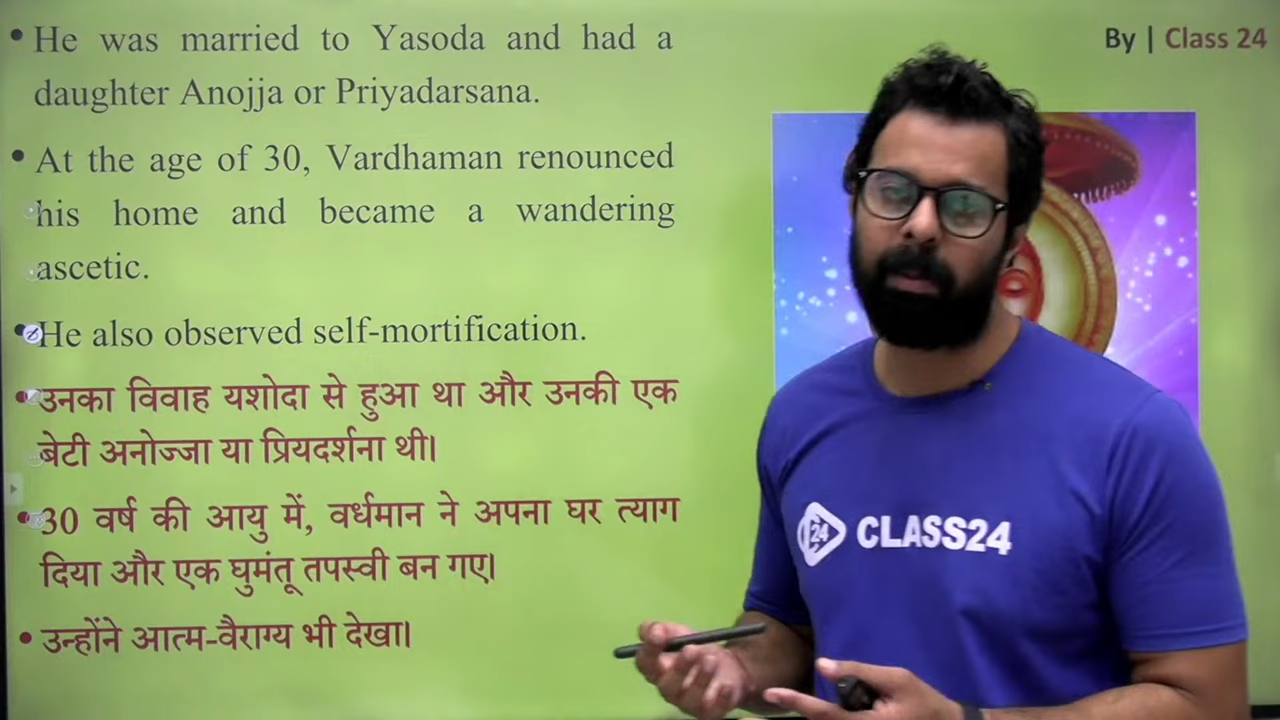 He was married to Yasoda and had a
daughter Anojja or Priyadarsana.
At the age of 30, Vardhaman renounced
his home and became a wandering
ascetic.
He also observed self-mortification.
उनका विवाह यशोदा से हुआ था और उनकी एक
बेटी अनोज्जा या प्रियदर्शना थी।
30 वर्ष की आयु में, वर्धमान ने अपना घर त्याग
दिया और एक घुमंतू तपस्वी बन गए।
उन्होंने आत्म-वैराग्य भी देखा।
By | Class 24
24 CLASS24